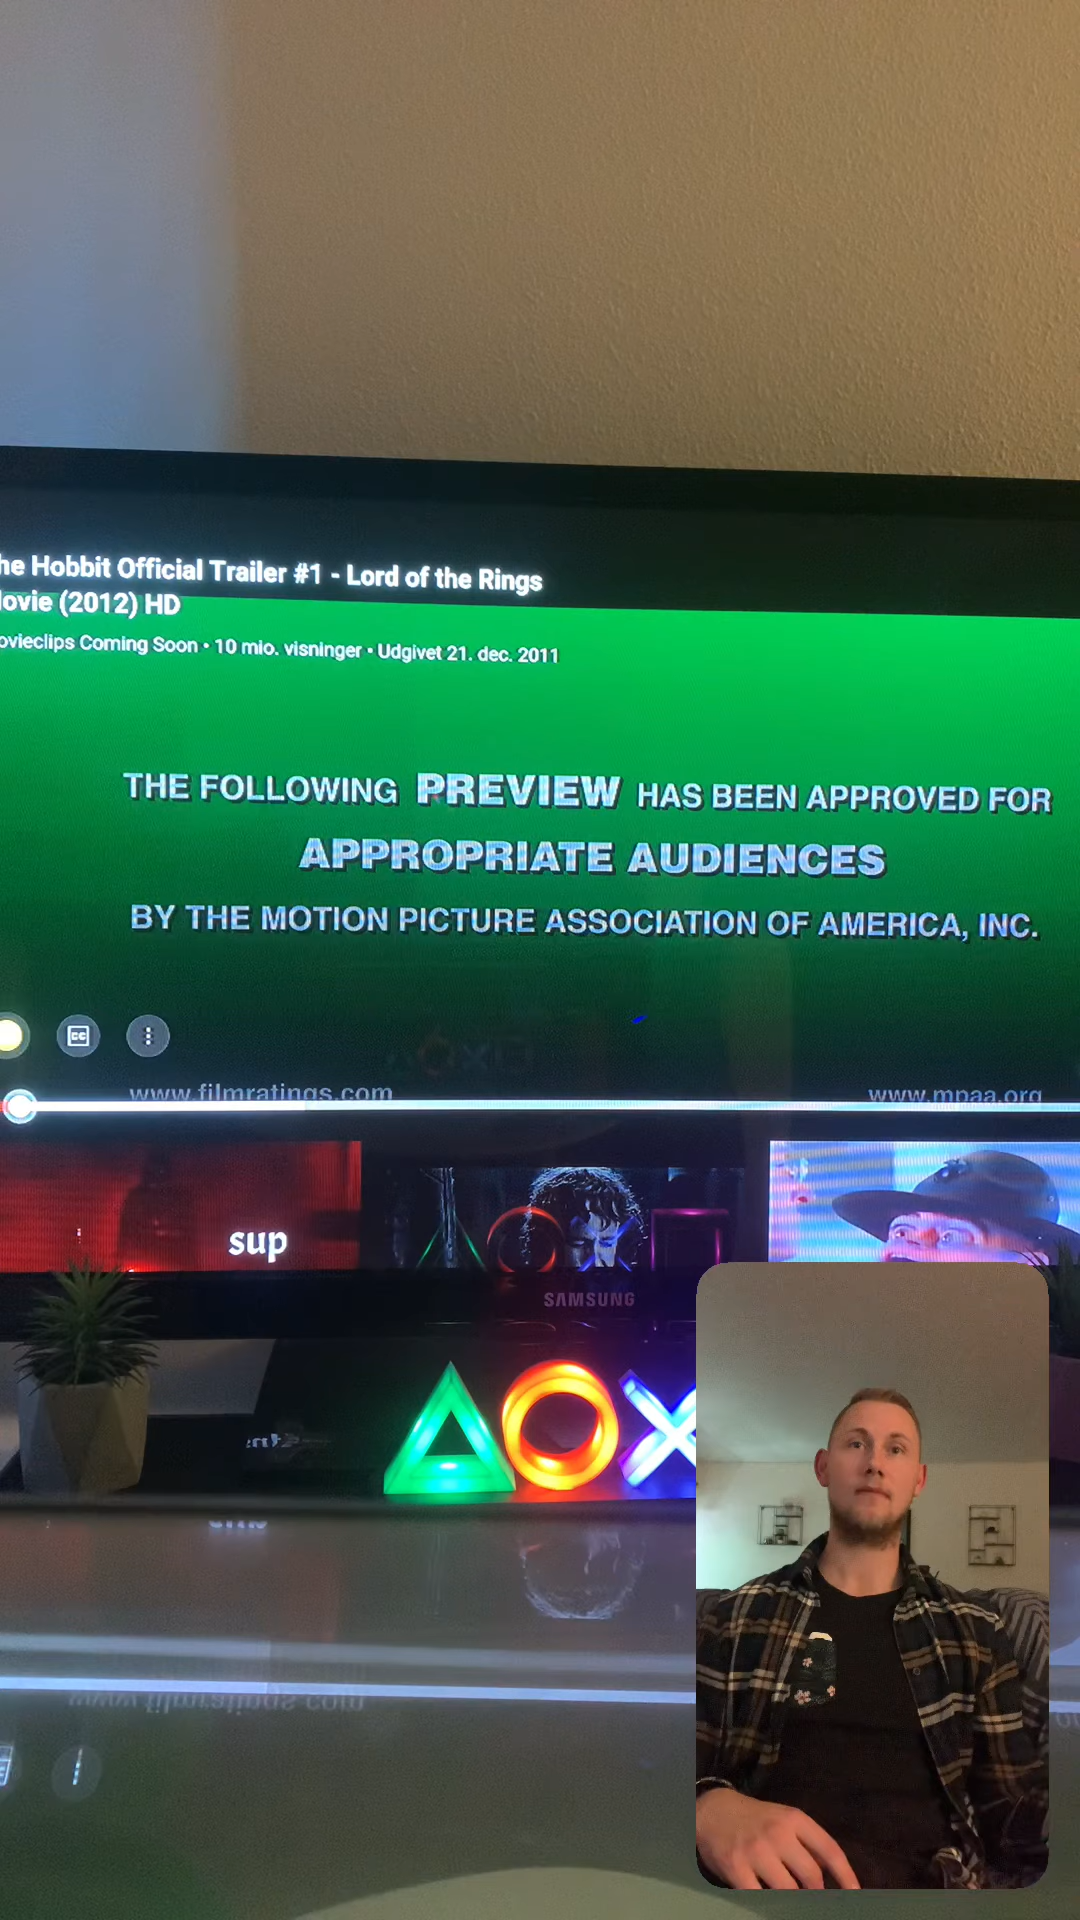 he Hobbit Official Trailer #1 - Lord of the Rings
ovie (2012) HD
ovieclips Coming Soon • 10 mio. visninger • Udgivet 21. dec. 2011
THE FOLLOWING PREVIEW HAS BEEN APPROVED FOR
APPROPRIATE AUDIENCES
BY THE MOTION PICTURE ASSOCIATION OF AMERICA, INC.
CC
www.filmratings.com www.mpaa.org
sup
SAMSUNG